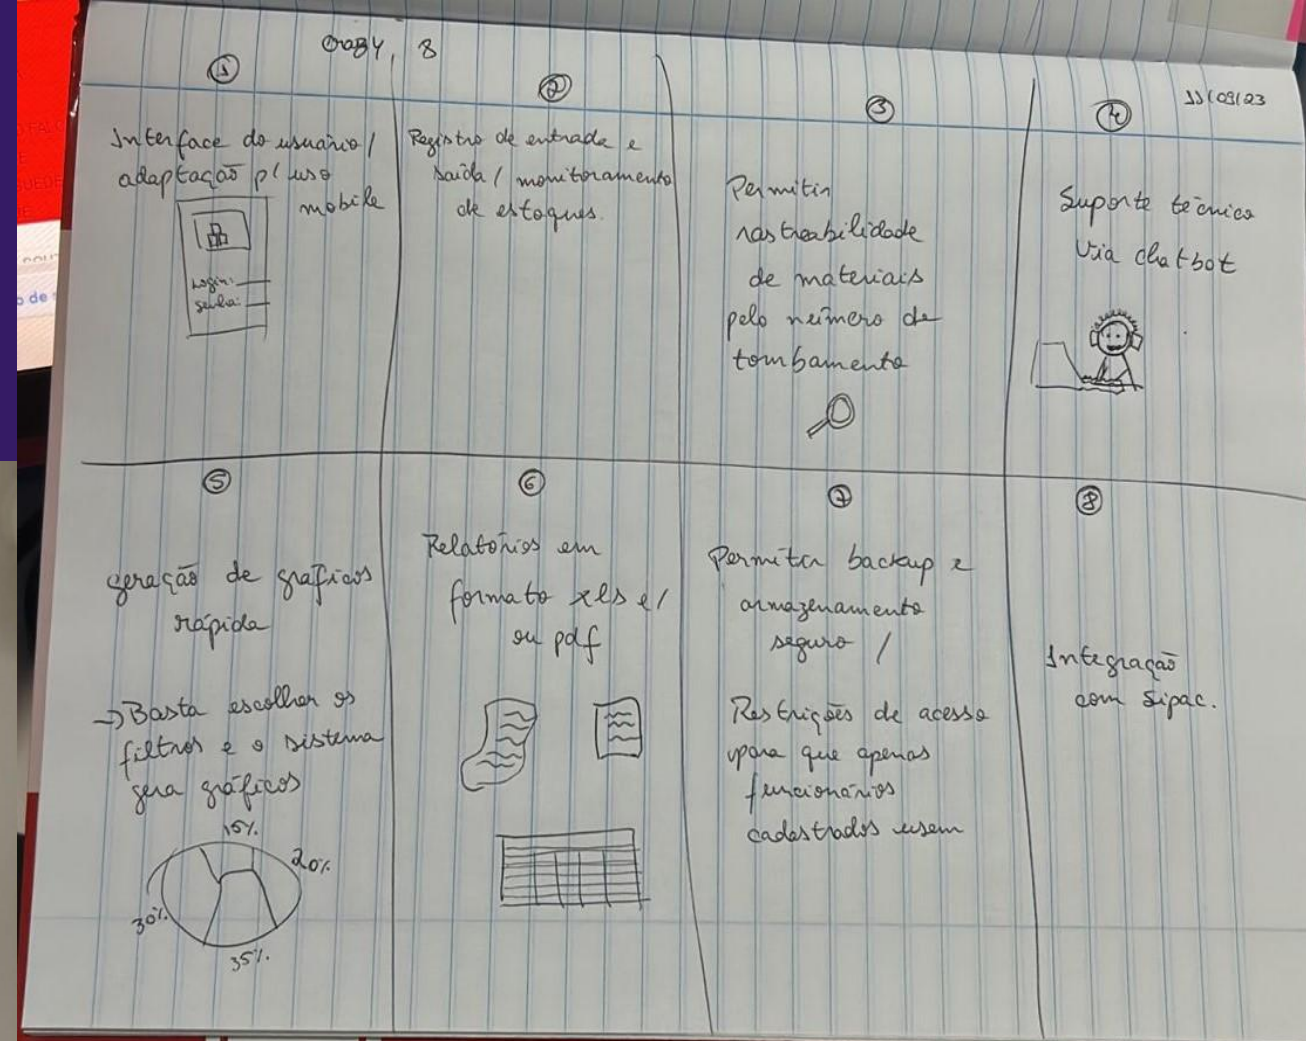 Crazy 8
11/09/23
1
Interface do usuário /
adaptação p/ uso
mobile
Login:
Senha:
2
Registro de entrada e
saída / monitoramento
de estoques.
3
Permitir
rastreabilidade
de materiais
pelo número de
tombamento
4
Suporte técnico
via chatbot
5
geração de gráficos
rápida
→ Basta escolher os
filtros e o sistema
gera gráficos
15%
20%
30%
35%
6
Relatórios em
formato xls e/
ou pdf
7
Permitir backup e
armazenamento
seguro /
Restrições de acesso
para que apenas
funcionários
cadastrados usem
8
Integração
com Sipac.